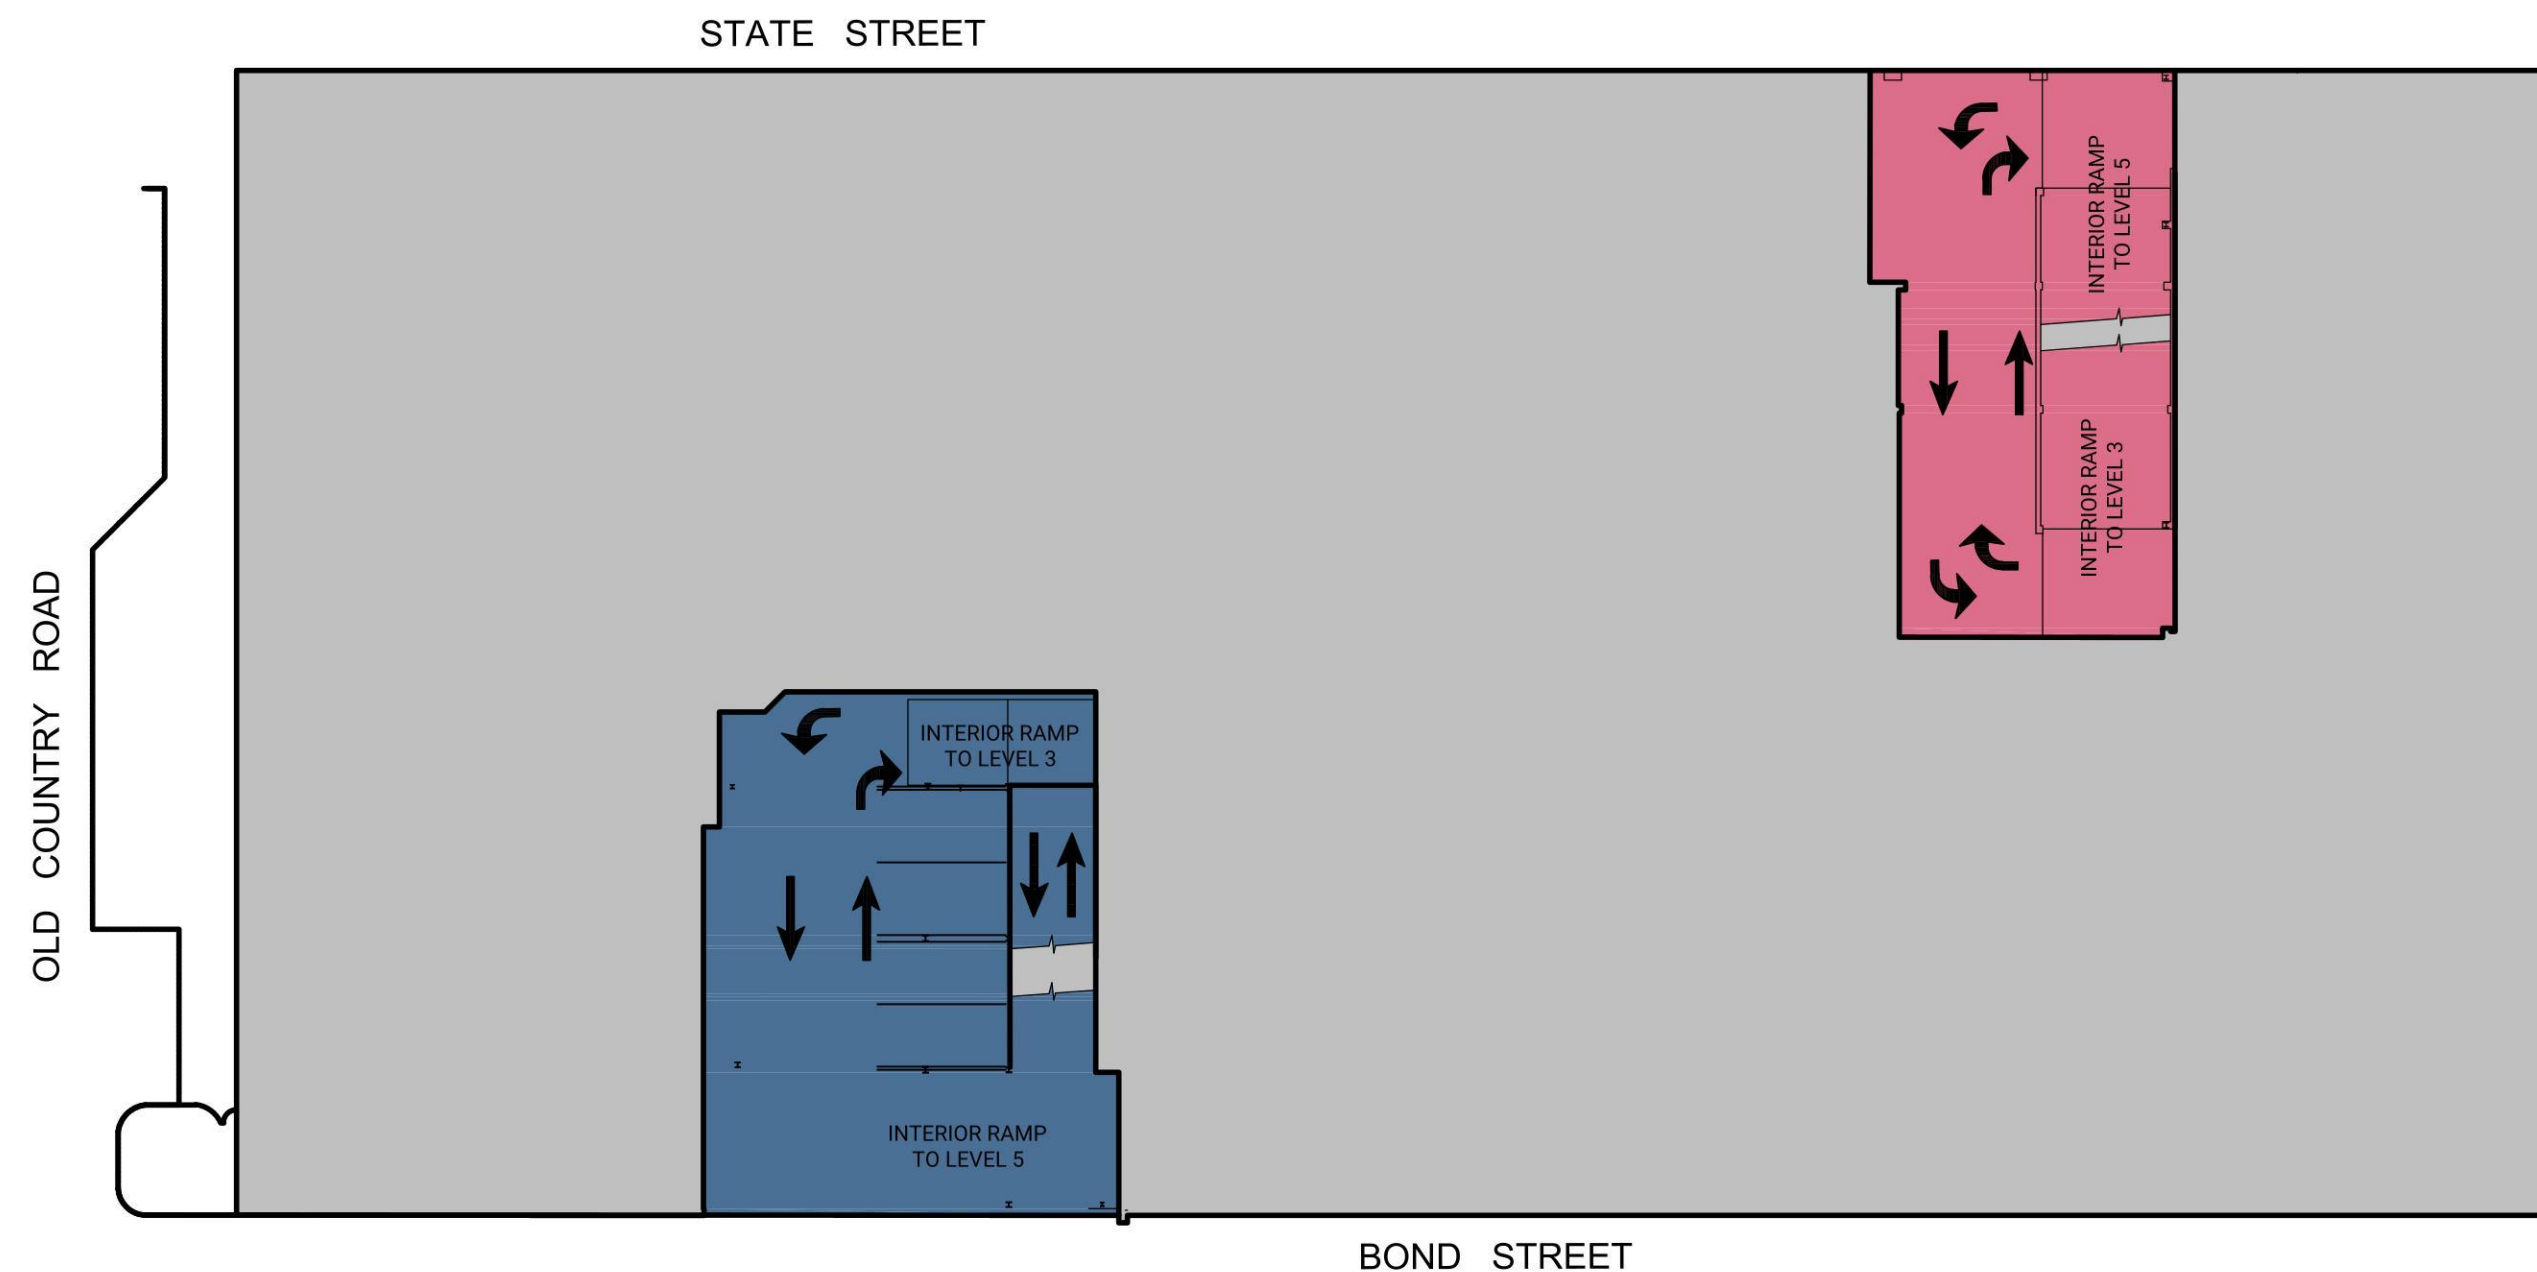 STATE STREET
INTERIOR RAMP
TO LEVEL 5
INTERIOR RAMP
TO LEVEL 3
OLD COUNTRY ROAD
INTERIOR RAMP
TO LEVEL 3
INTERIOR RAMP
TO LEVEL 5
BOND STREET